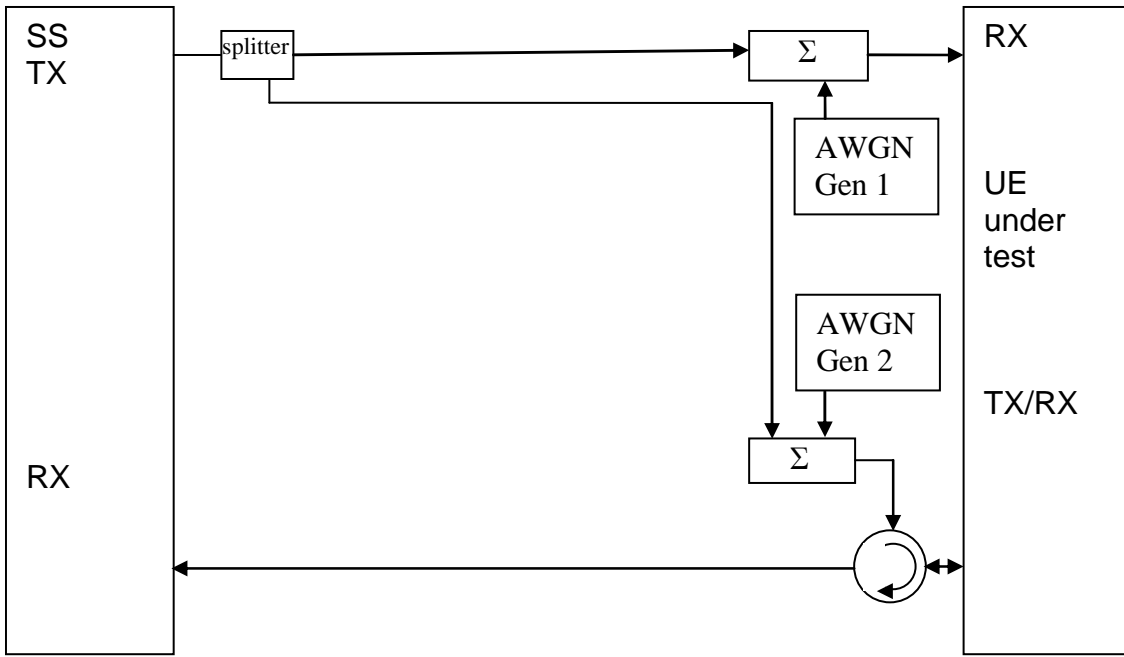 SS
TX
splitter
Σ
RX
AWGN
Gen 1
UE
under
test
AWGN
Gen 2
TX/RX
Σ
RX